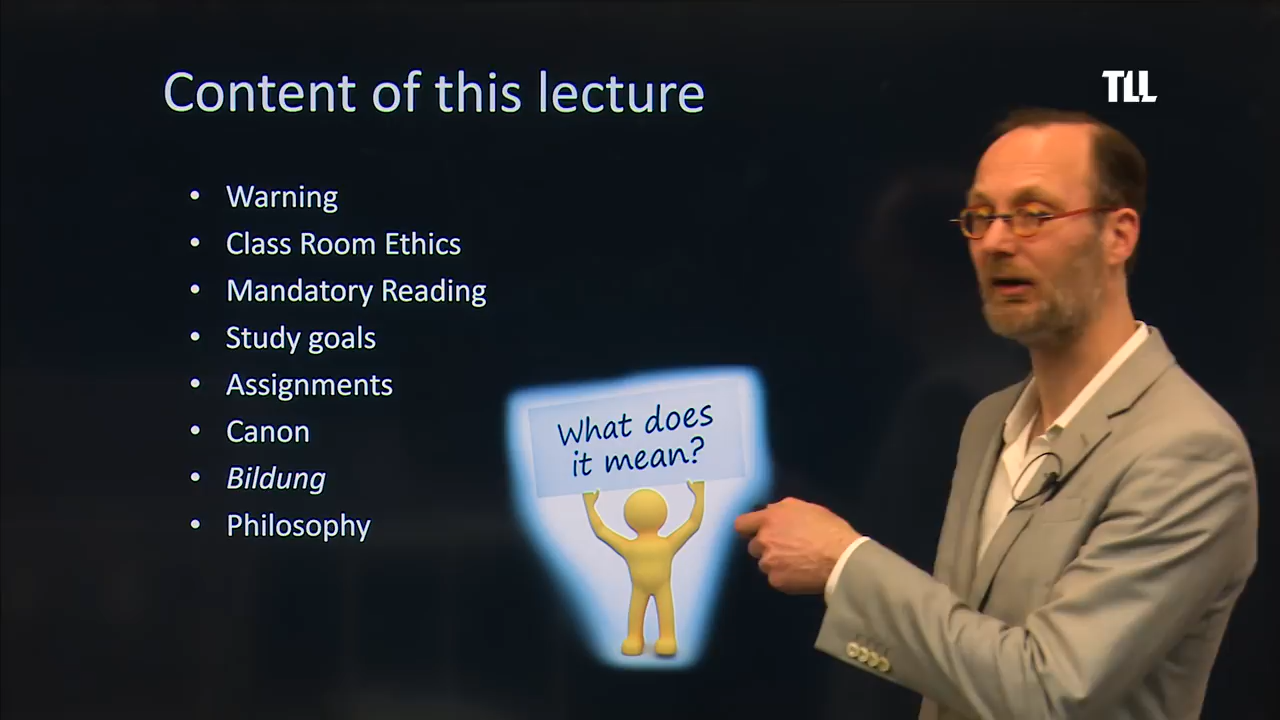 Content of this lecture
TLL
• Warning
• Class Room Ethics
• Mandatory Reading
• Study goals
• Assignments
• Canon
• Bildung
• Philosophy
What does
it mean?